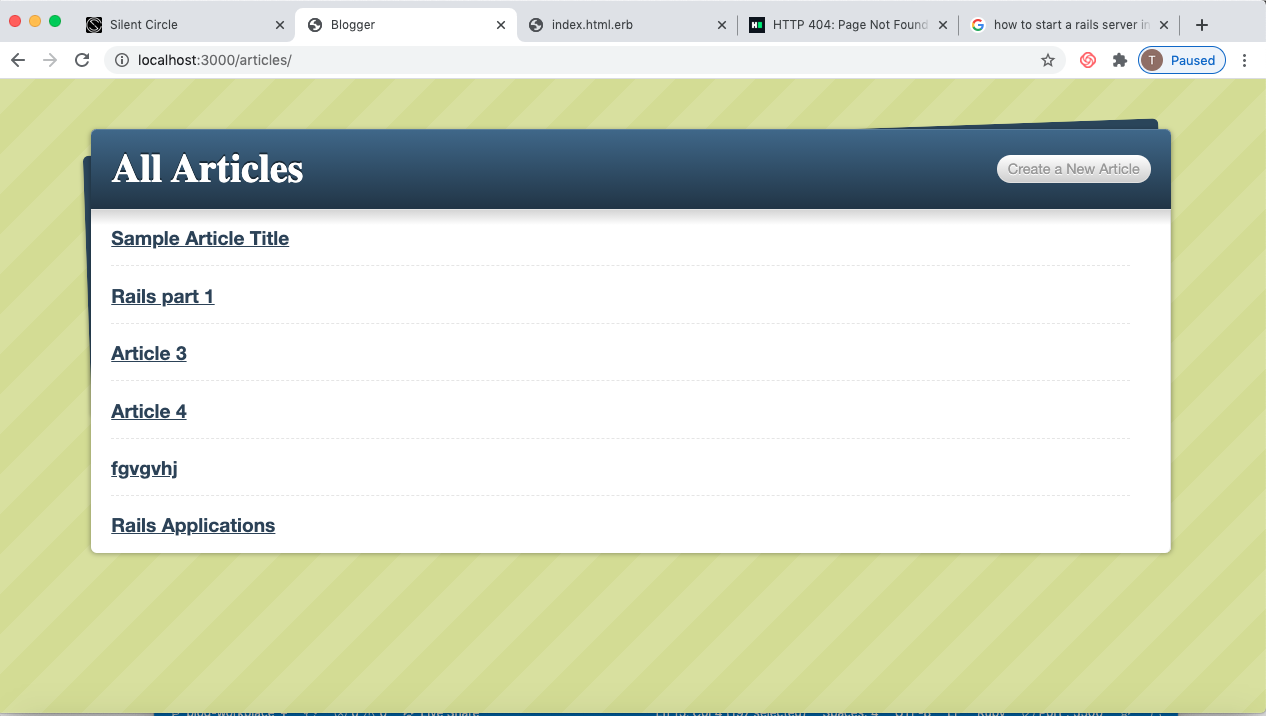 Silent Circle
Blogger
index.html.erb
HTTP 404: Page Not Found
how to start a rails server in
localhost:3000/articles/
T Paused
All Articles
Create a New Article
Sample Article Title
Rails part 1
Article 3
Article 4
fgvgvhj
Rails Applications